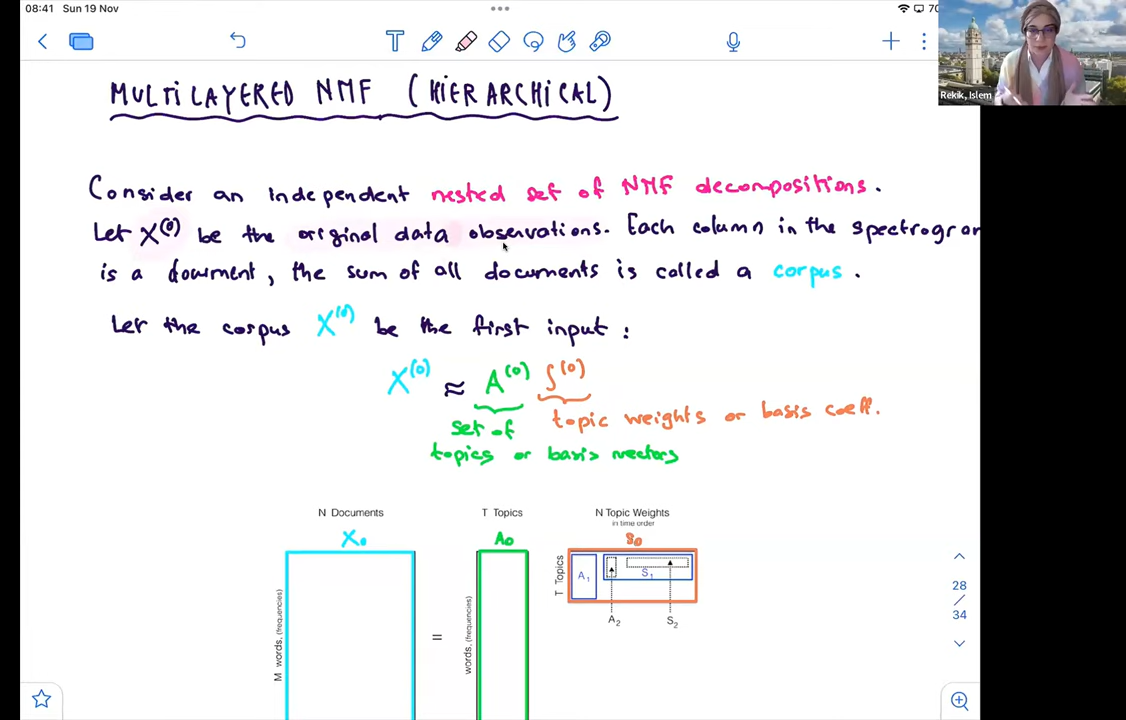 08:41 Sun 19 Nov
MULTILAYERED NMF (HIERARCHICAL)
Rekik, Islem
Consider an independent nested set of NMF decompositions.
Let X(0) be the original data observations. Each column in the spectrogram
is a document, the sum of all documents is called a corpus.
Let the corpus X(0) be the first input :
X(0) ≈ A(0) S(0)
topic weights or basis coeff.
set of
topics or basis vectors
N Documents
T Topics
N Topic Weights
in time order
X0
A0
S0
M words, (frequencies)
=
words, (frequencies)
T Topics
A1
S1
A2
S2
28
/
34